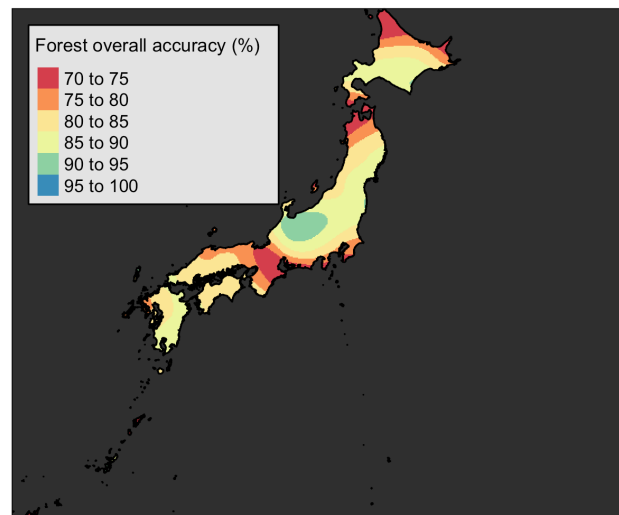 Forest overall accuracy (%)
70 to 75
75 to 80
80 to 85
85 to 90
90 to 95
95 to 100